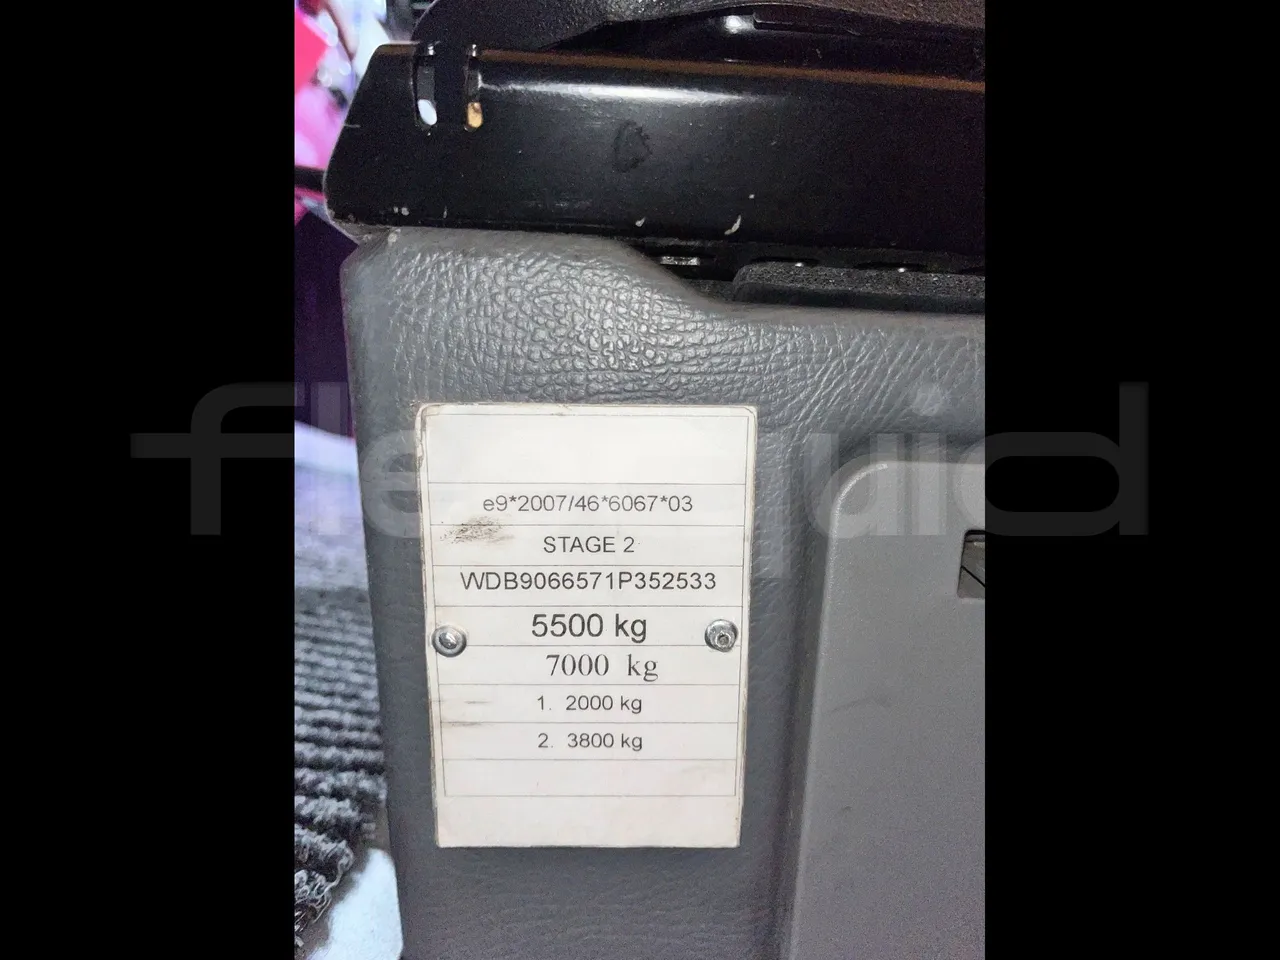 e9*2007/46*6067*03
STAGE 2
WDB9066571P352533
5500 kg
7000 kg
1. 2000 kg
2. 3800 kg